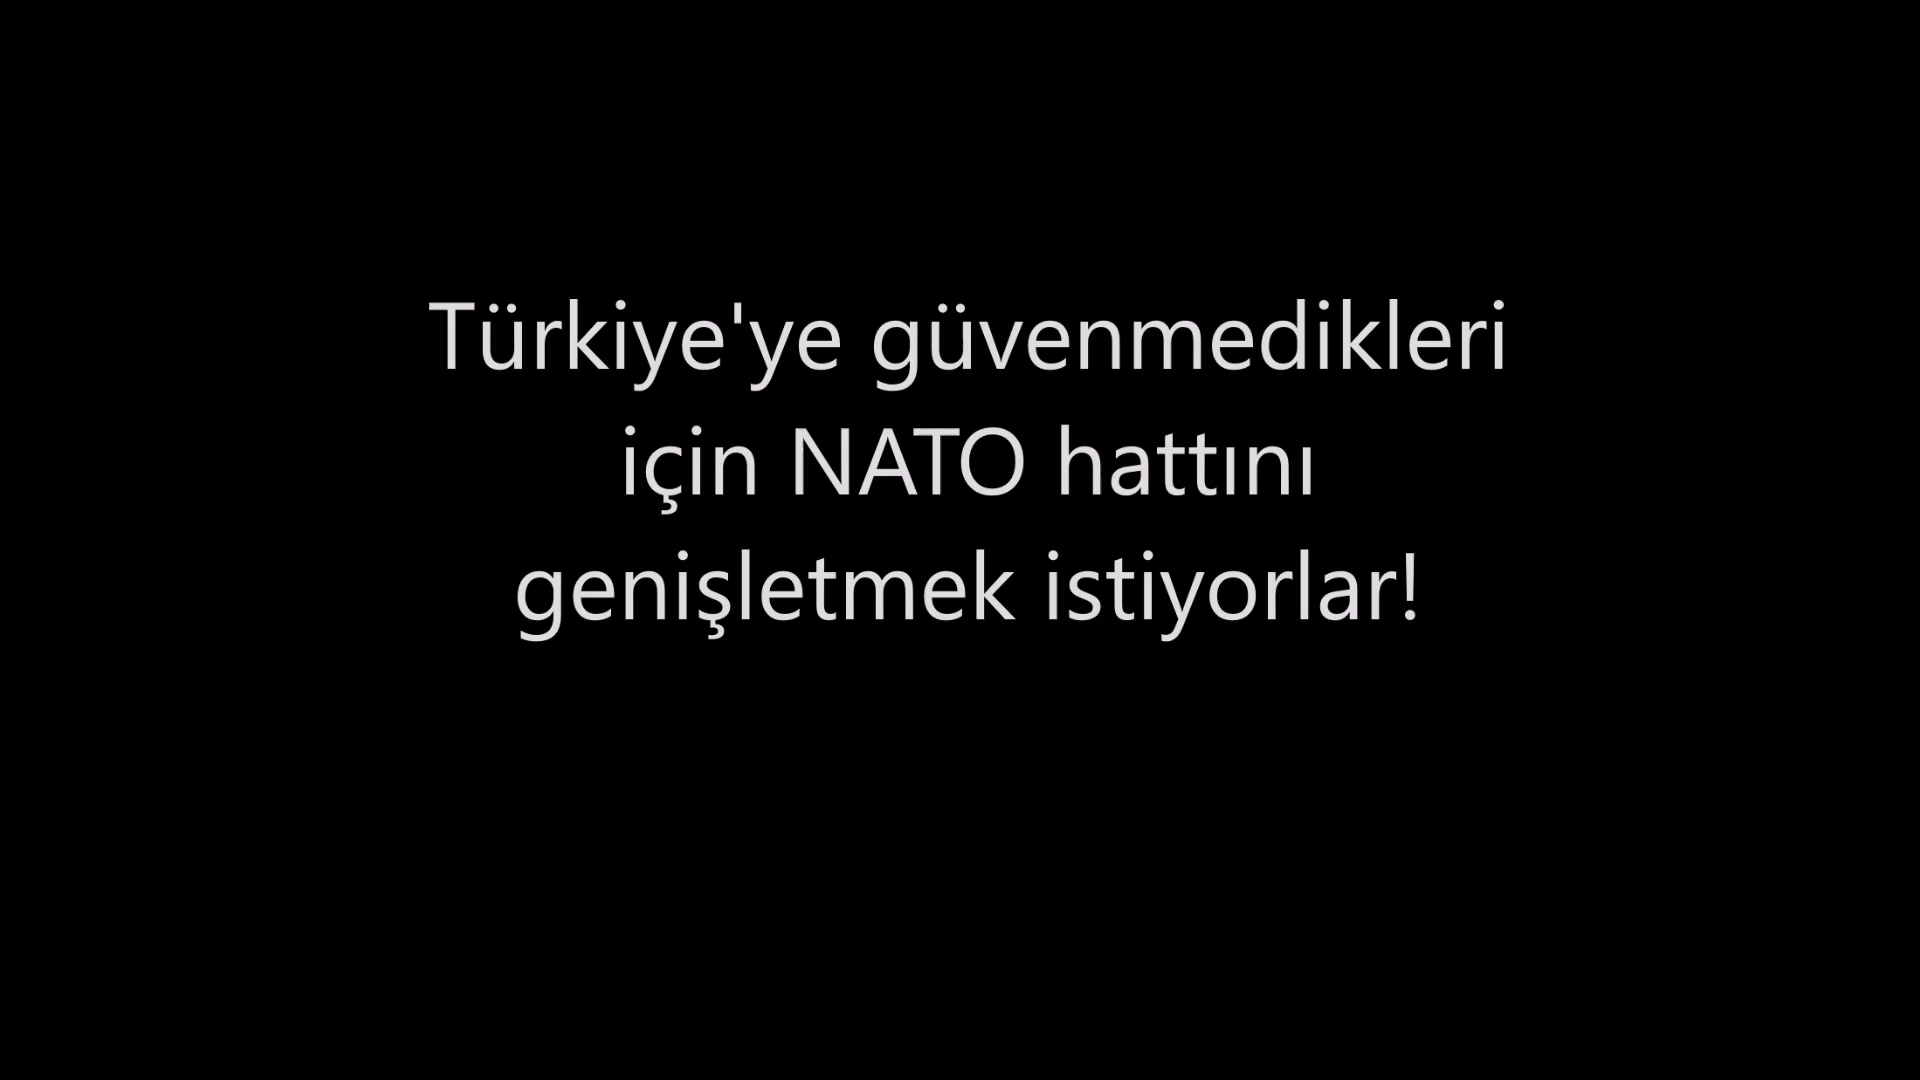 Türkiye'ye güvenmedikleri
için NATO hattını
genişletmek istiyorlar!